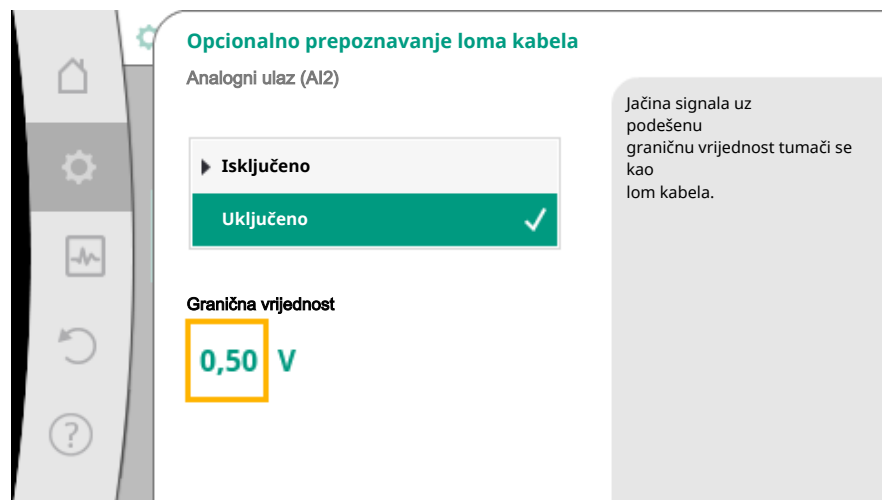 Opcionalno prepoznavanje loma kabela
Analogni ulaz (AI2)
Isključeno
Uključeno
Granična vrijednost
0,50 V
Jačina signala uz
podešenu
graničnu vrijednost tumači se
kao
lom kabela.
?